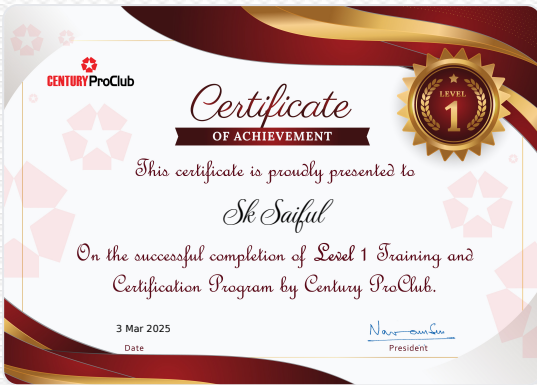 CENTURY ProClub
Certificate
OF ACHIEVEMENT
LEVEL
1
This certificate is proudly presented to
Sk Saiful
On the successful completion of Level 1 Training and
Certification Program by Century ProClub.
3 Mar 2025
Date
President